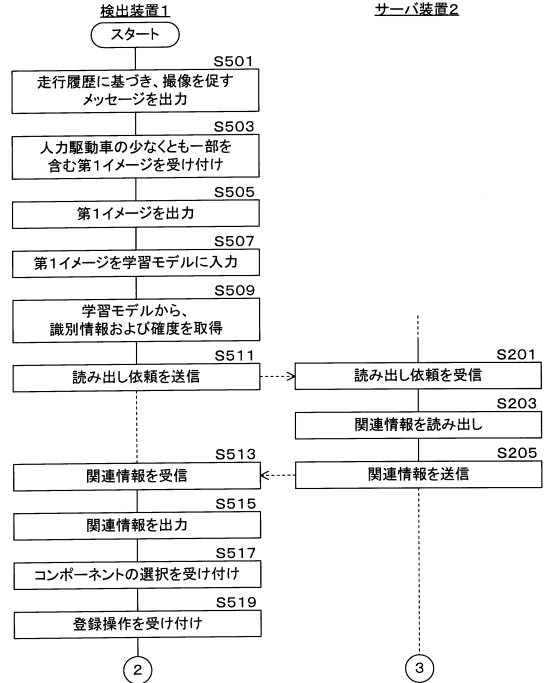 検出装置1
サーバ装置2
スタート
S501
走行履歴に基づき、撮像を促す
メッセージを出力
S503
人力駆動車の少なくとも一部を
含む第1イメージを受け付け
S505
第1イメージを出力
S507
第1イメージを学習モデルに入力
S509
学習モデルから、
識別情報および確度を取得
S511
読み出し依頼を送信
S201
読み出し依頼を受信
S203
関連情報を読み出し
S205
関連情報を送信
S513
関連情報を受信
S515
関連情報を出力
S517
コンポーネントの選択を受け付け
S519
登録操作を受け付け
2
3